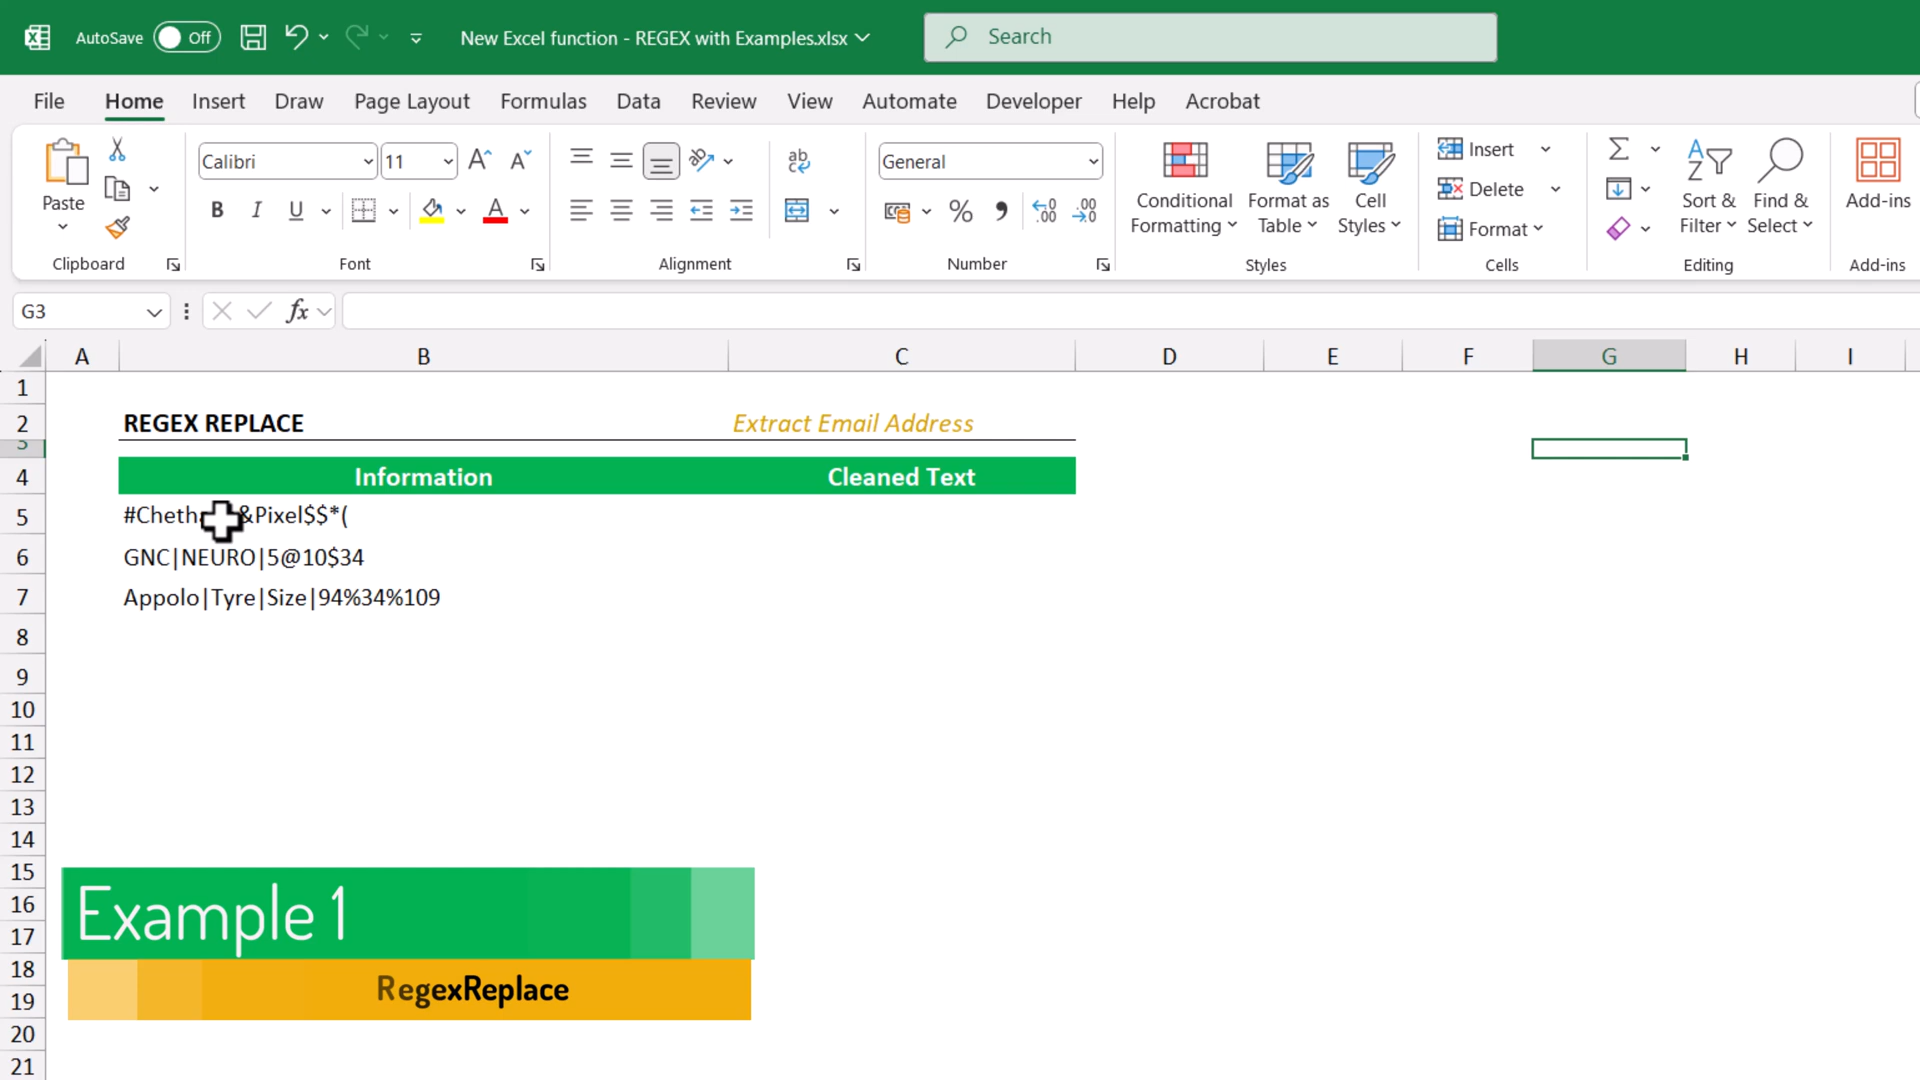 AutoSave Off New Excel function - REGEX with Examples.xlsx Search
File Home Insert Draw Page Layout Formulas Data Review View Automate Developer Help Acrobat
Calibri 11 General Insert
Paste Conditional Formatting Format as Table Cell Styles Delete Sort & Filter Find & Select Add-ins
Format
Clipboard Font Alignment Number Styles Cells Editing Add-ins
G3 fx
A B C D E F G H I
1
2 REGEX REPLACE Extract Email Address
3
4 Information Cleaned Text
5 &Pixel$$*(
6 GNC|NEURO|5@10$34
7 Appolo|Tyre|Size|94%34%109
8
9
10
11
12
13
14
15
16 Example 1
17
18
19 RegexReplace
20
21